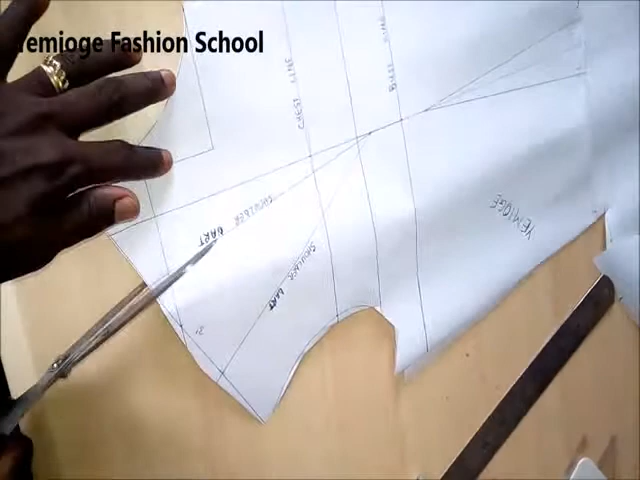 Yemioge Fashion School
CHEST LINE
BUST LINE
SHOULDER DART
SHOULDER DART
YEMIOGE